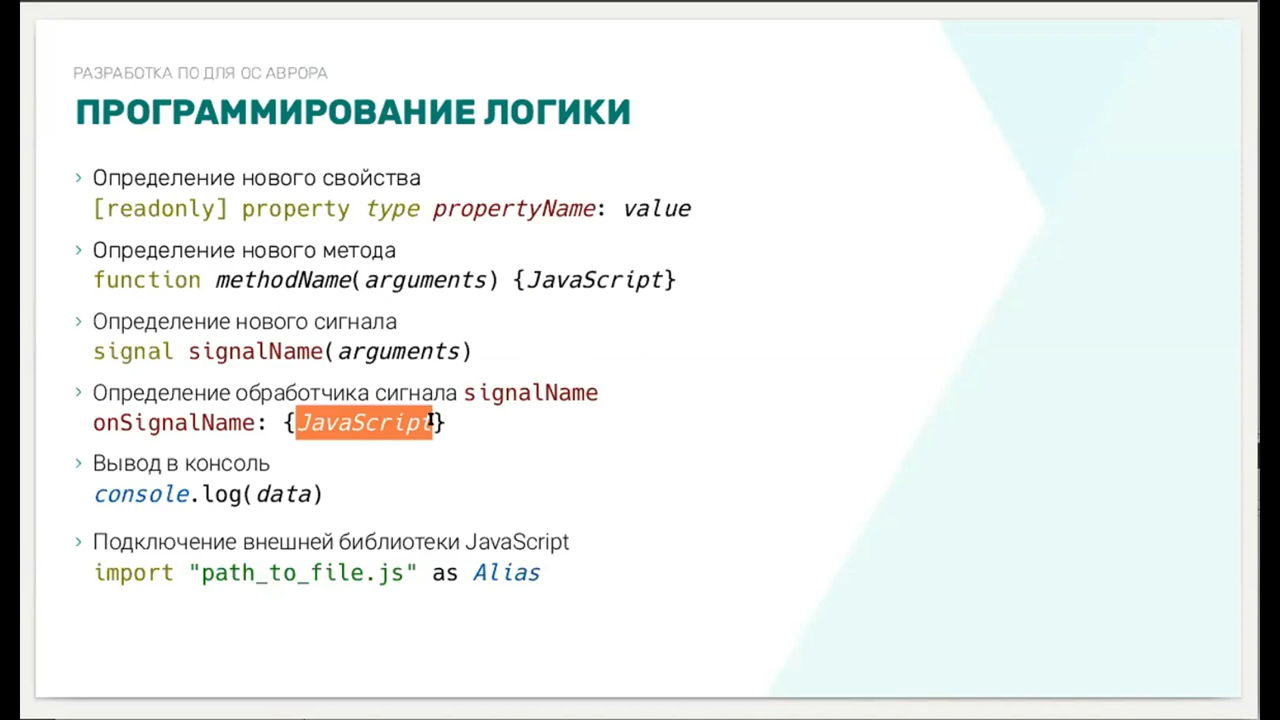 РАЗРАБОТКА ПО ДЛЯ ОС АВРОРА
ПРОГРАММИРОВАНИЕ ЛОГИКИ
› Определение нового свойства
[readonly] property type propertyName: value
› Определение нового метода
function methodName(arguments) {JavaScript}
› Определение нового сигнала
signal signalName(arguments)
› Определение обработчика сигнала signalName
onSignalName: {JavaScript}
› Вывод в консоль
console.log(data)
› Подключение внешней библиотеки JavaScript
import "path_to_file.js" as Alias